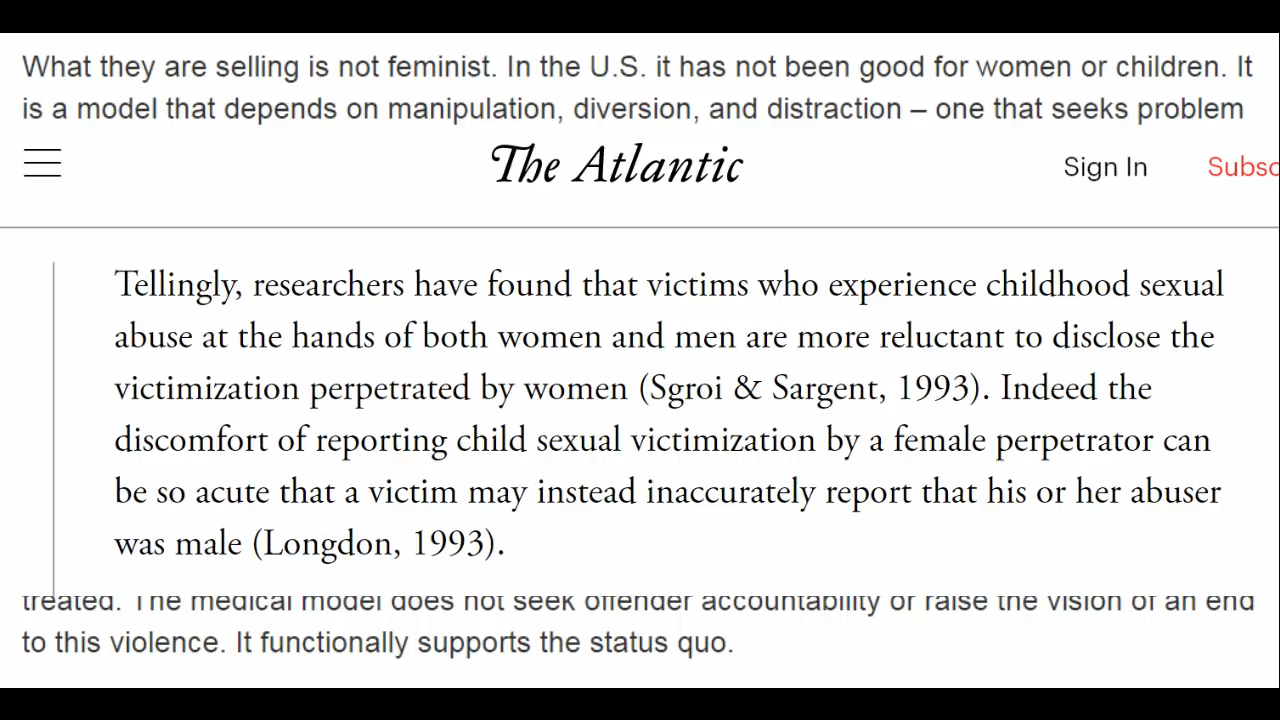 What they are selling is not feminist. In the U.S. it has not been good for women or children. It
is a model that depends on manipulation, diversion, and distraction – one that seeks problem
The Atlantic
Sign In
Subsc
Tellingly, researchers have found that victims who experience childhood sexual
abuse at the hands of both women and men are more reluctant to disclose the
victimization perpetrated by women (Sgroi & Sargent, 1993). Indeed the
discomfort of reporting child sexual victimization by a female perpetrator can
be so acute that a victim may instead inaccurately report that his or her abuser
was male (Longdon, 1993).
treated. The medical model does not seek offender accountability or raise the vision of an end
to this violence. It functionally supports the status quo.